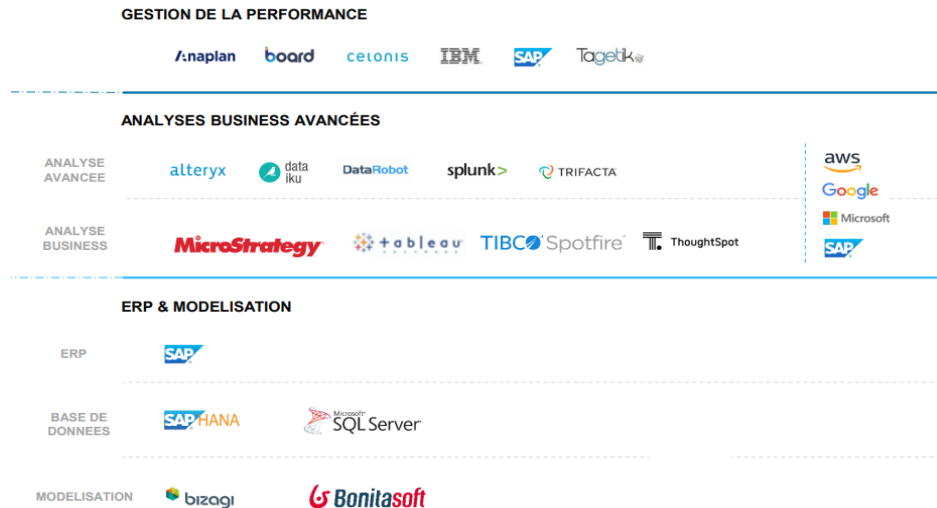 GESTION DE LA PERFORMANCE
Anaplan board celonis IBM SAP Tagetik
ANALYSES BUSINESS AVANCÉES
ANALYSE
AVANCEE
alteryx data
iku
DataRobot splunk> TRIFACTA
aws
Google
Microsoft
SAP
ANALYSE
BUSINESS
MicroStrategy tableau TIBCO Spotfire T. ThoughtSpot
ERP & MODELISATION
ERP
SAP
BASE DE
DONNEES
SAP HANA
Microsoft
SQL Server
MODELISATION
bizagi Bonitasoft